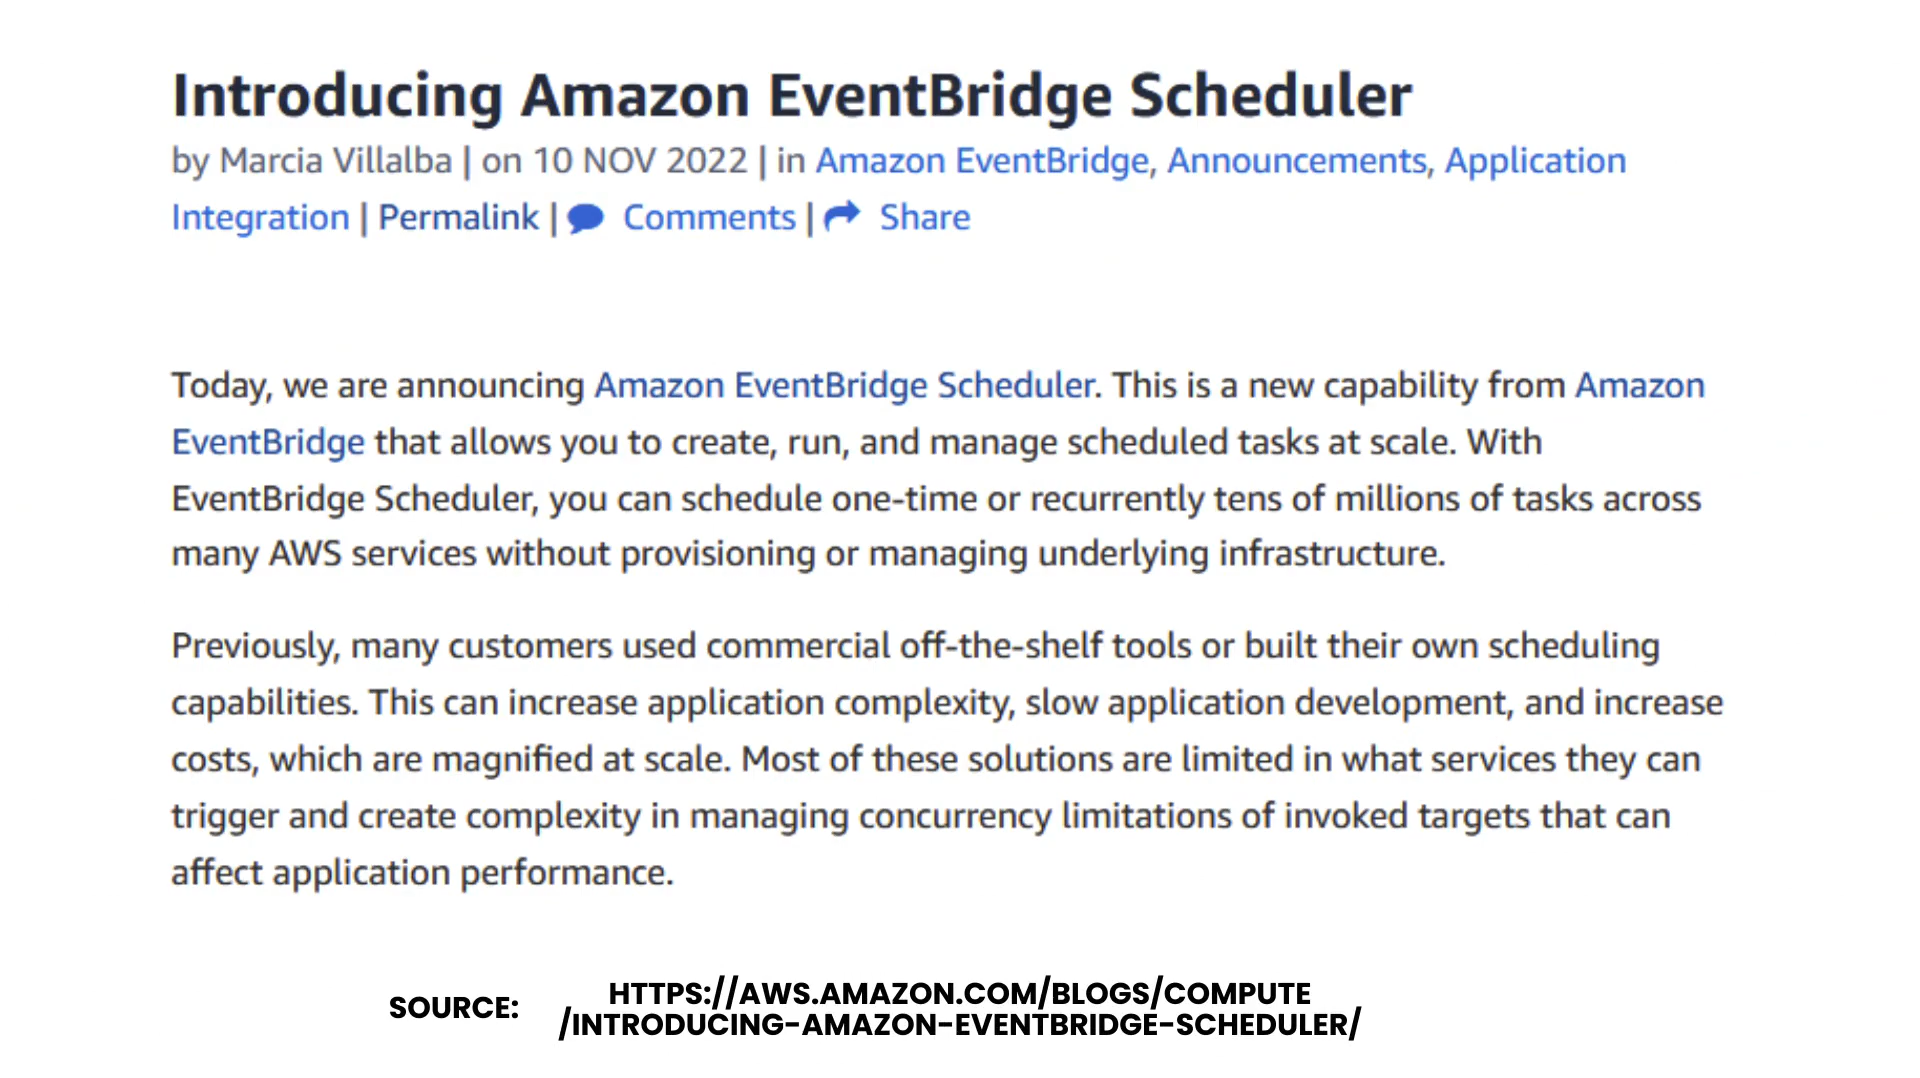 Introducing Amazon EventBridge Scheduler
by Marcia Villalba | on 10 NOV 2022 | in Amazon EventBridge, Announcements, Application
Integration | Permalink | Comments | Share
Today, we are announcing Amazon EventBridge Scheduler. This is a new capability from Amazon
EventBridge that allows you to create, run, and manage scheduled tasks at scale. With
EventBridge Scheduler, you can schedule one-time or recurrently tens of millions of tasks across
many AWS services without provisioning or managing underlying infrastructure.
Previously, many customers used commercial off-the-shelf tools or built their own scheduling
capabilities. This can increase application complexity, slow application development, and increase
costs, which are magnified at scale. Most of these solutions are limited in what services they can
trigger and create complexity in managing concurrency limitations of invoked targets that can
affect application performance.
SOURCE: HTTPS://AWS.AMAZON.COM/BLOGS/COMPUTE
/INTRODUCING-AMAZON-EVENTBRIDGE-SCHEDULER/